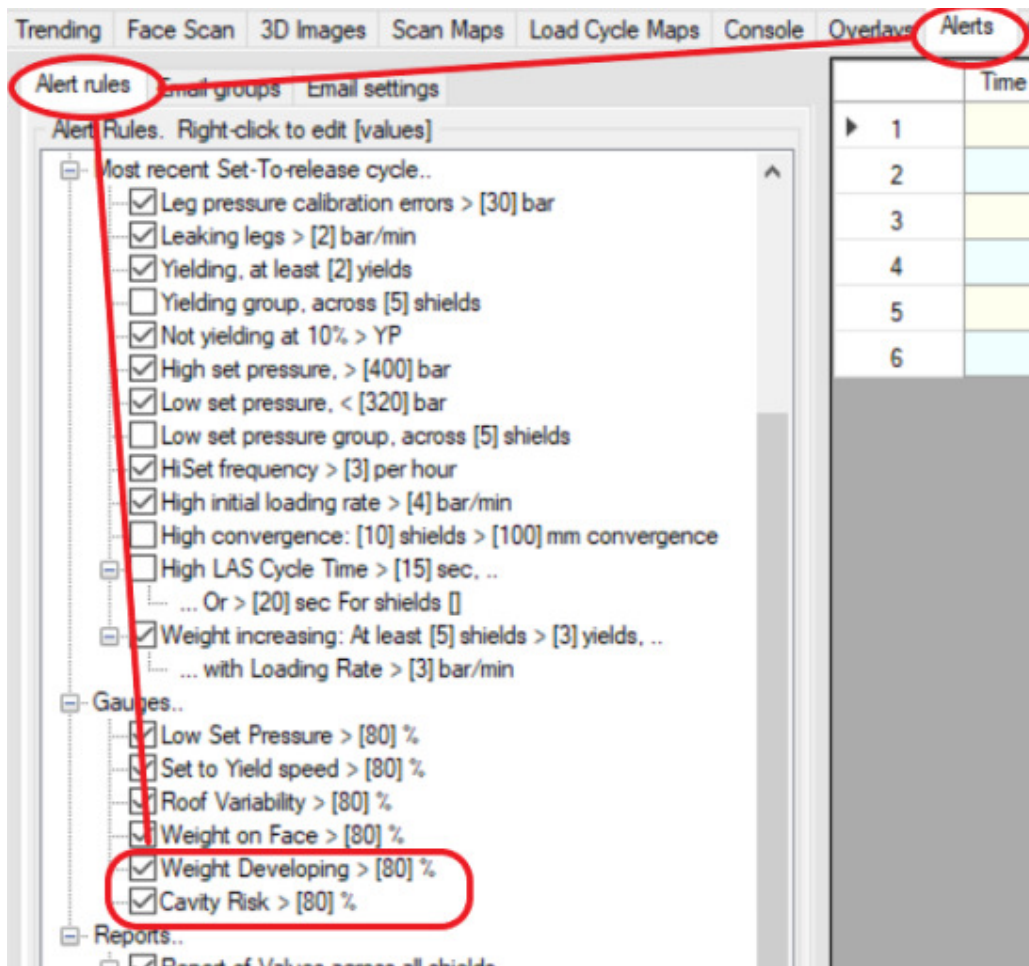 Trending Face Scan 3D Images Scan Maps Load Cycle Maps Console Overlays Alerts
Alert rules Email groups Email settings
Time
Alert Rules. Right-click to edit [values]
1
2
3
4
5
6
Most recent Set-To-release cycle..
Leg pressure calibration errors > [30] bar
Leaking legs > [2] bar/min
Yielding, at least [2] yields
Yielding group, across [5] shields
Not yielding at 10% > YP
High set pressure, > [400] bar
Low set pressure, < [320] bar
Low set pressure group, across [5] shields
HiSet frequency > [3] per hour
High initial loading rate > [4] bar/min
High convergence: [10] shields > [100] mm convergence
High LAS Cycle Time > [15] sec, ..
... Or > [20] sec For shields []
Weight increasing: At least [5] shields > [3] yields, ..
... with Loading Rate > [3] bar/min
Gauges..
Low Set Pressure > [80] %
Set to Yield speed > [80] %
Roof Variability > [80] %
Weight on Face > [80] %
Weight Developing > [80] %
Cavity Risk > [80] %
Reports..
Report of Values across all shields